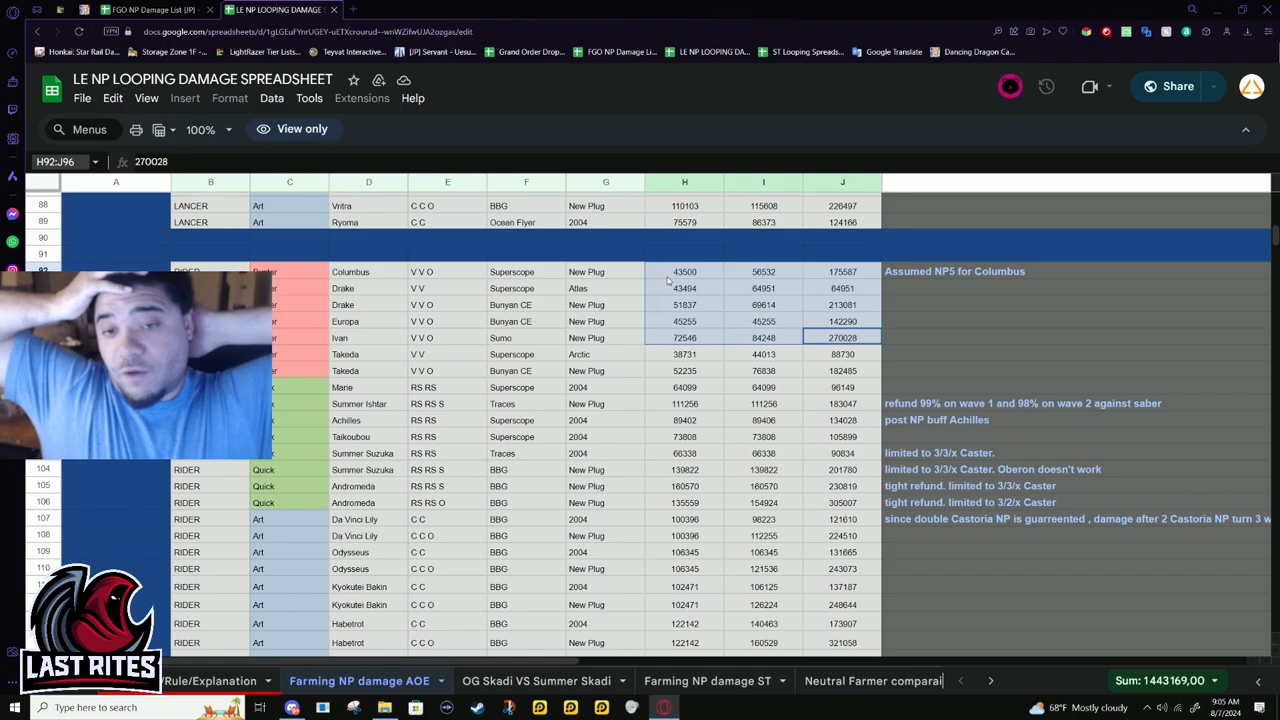 FGO NP Damage List [JP]
LE NP LOOPING DAMAGE S
docs.google.com/spreadsheets/d/1gLGEuFYnrUGEY-uETXcrourud--wnWZifwUJA2ozgas/edit
Honkai: Star Rail Da...
Storage Zone 1F -...
LightRazer Tier Lists...
Teyvat Interactive...
[JP] Servant - Uesu...
Grand Order Drop...
FGO NP Damage Li...
LE NP LOOPING DA...
ST Looping Spreads...
Google Translate
Dancing Dragon Ca...
LE NP LOOPING DAMAGE SPREADSHEET
File Edit View Insert Format Data Tools Extensions Help
Share
Menus 100% View only
H92:J96 270028
A B C D E F G H I J
88 LANCER Art Vritra C C O BBG New Plug 110103 115608 226497
89 LANCER Art Ryoma C C Ocean Flyer 2004 75579 86373 124166
90
91
Columbus V V O Superscope New Plug 43500 56532 175587 Assumed NP5 for Columbus
Drake V V Superscope Atlas 43494 64951 64951
Drake V V O Bunyan CE New Plug 51837 69614 213081
Europa V V O Bunyan CE New Plug 45255 45255 142290
Ivan V V O Sumo New Plug 72546 84248 270028
Takeda V V Superscope Arctic 38731 44013 88730
Takeda V V O Bunyan CE New Plug 52235 76838 182485
Marie RS RS Superscope 2004 64099 64099 96149
Summer Ishtar RS RS S Traces New Plug 111256 111256 183047 refund 99% on wave 1 and 98% on wave 2 against saber
Achilles RS RS Superscope 2004 89402 89406 134028 post NP buff Achilles
Taikoubou RS RS Superscope 2004 73808 73808 105899
Summer Suzuka RS RS Traces 2004 66338 66338 90834 limited to 3/3/x Caster.
104 RIDER Quick Summer Suzuka RS RS S BBG New Plug 139822 139822 201780 limited to 3/3/x Caster. Oberon doesn't work
105 RIDER Quick Andromeda RS RS S BBG New Plug 160570 160570 230819 tight refund. limited to 3/3/x Caster
106 RIDER Quick Andromeda RS RS O BBG New Plug 135559 154924 305007 tight refund. limited to 3/2/x Caster
107 RIDER Art Da Vinci Lily C C BBG 2004 100396 98223 121610 since double Castoria NP is guarreented , damage after 2 Castoria NP turn 3 w
108 RIDER Art Da Vinci Lily C C O BBG New Plug 100396 112255 224510
109 RIDER Art Odysseus C C BBG 2004 106345 106345 131665
110 RIDER Art Odysseus C C O BBG New Plug 106345 121536 243073
RIDER Art Kyokutei Bakin C C BBG 2004 102471 106125 137187
RIDER Art Kyokutei Bakin C C O BBG New Plug 102471 126224 248644
RIDER Art Habetrot C C BBG 2004 122142 140463 173907
RIDER Art Habetrot C C O BBG New Plug 122142 160529 321058
LAST RITES
/Rule/Explanation Farming NP damage AOE OG Skadi VS Summer Skadi Farming NP damage ST Neutral Farmer comparai Sum: 1443169,00
Type here to search
68°F Mostly cloudy
9:05 AM
8/7/2024